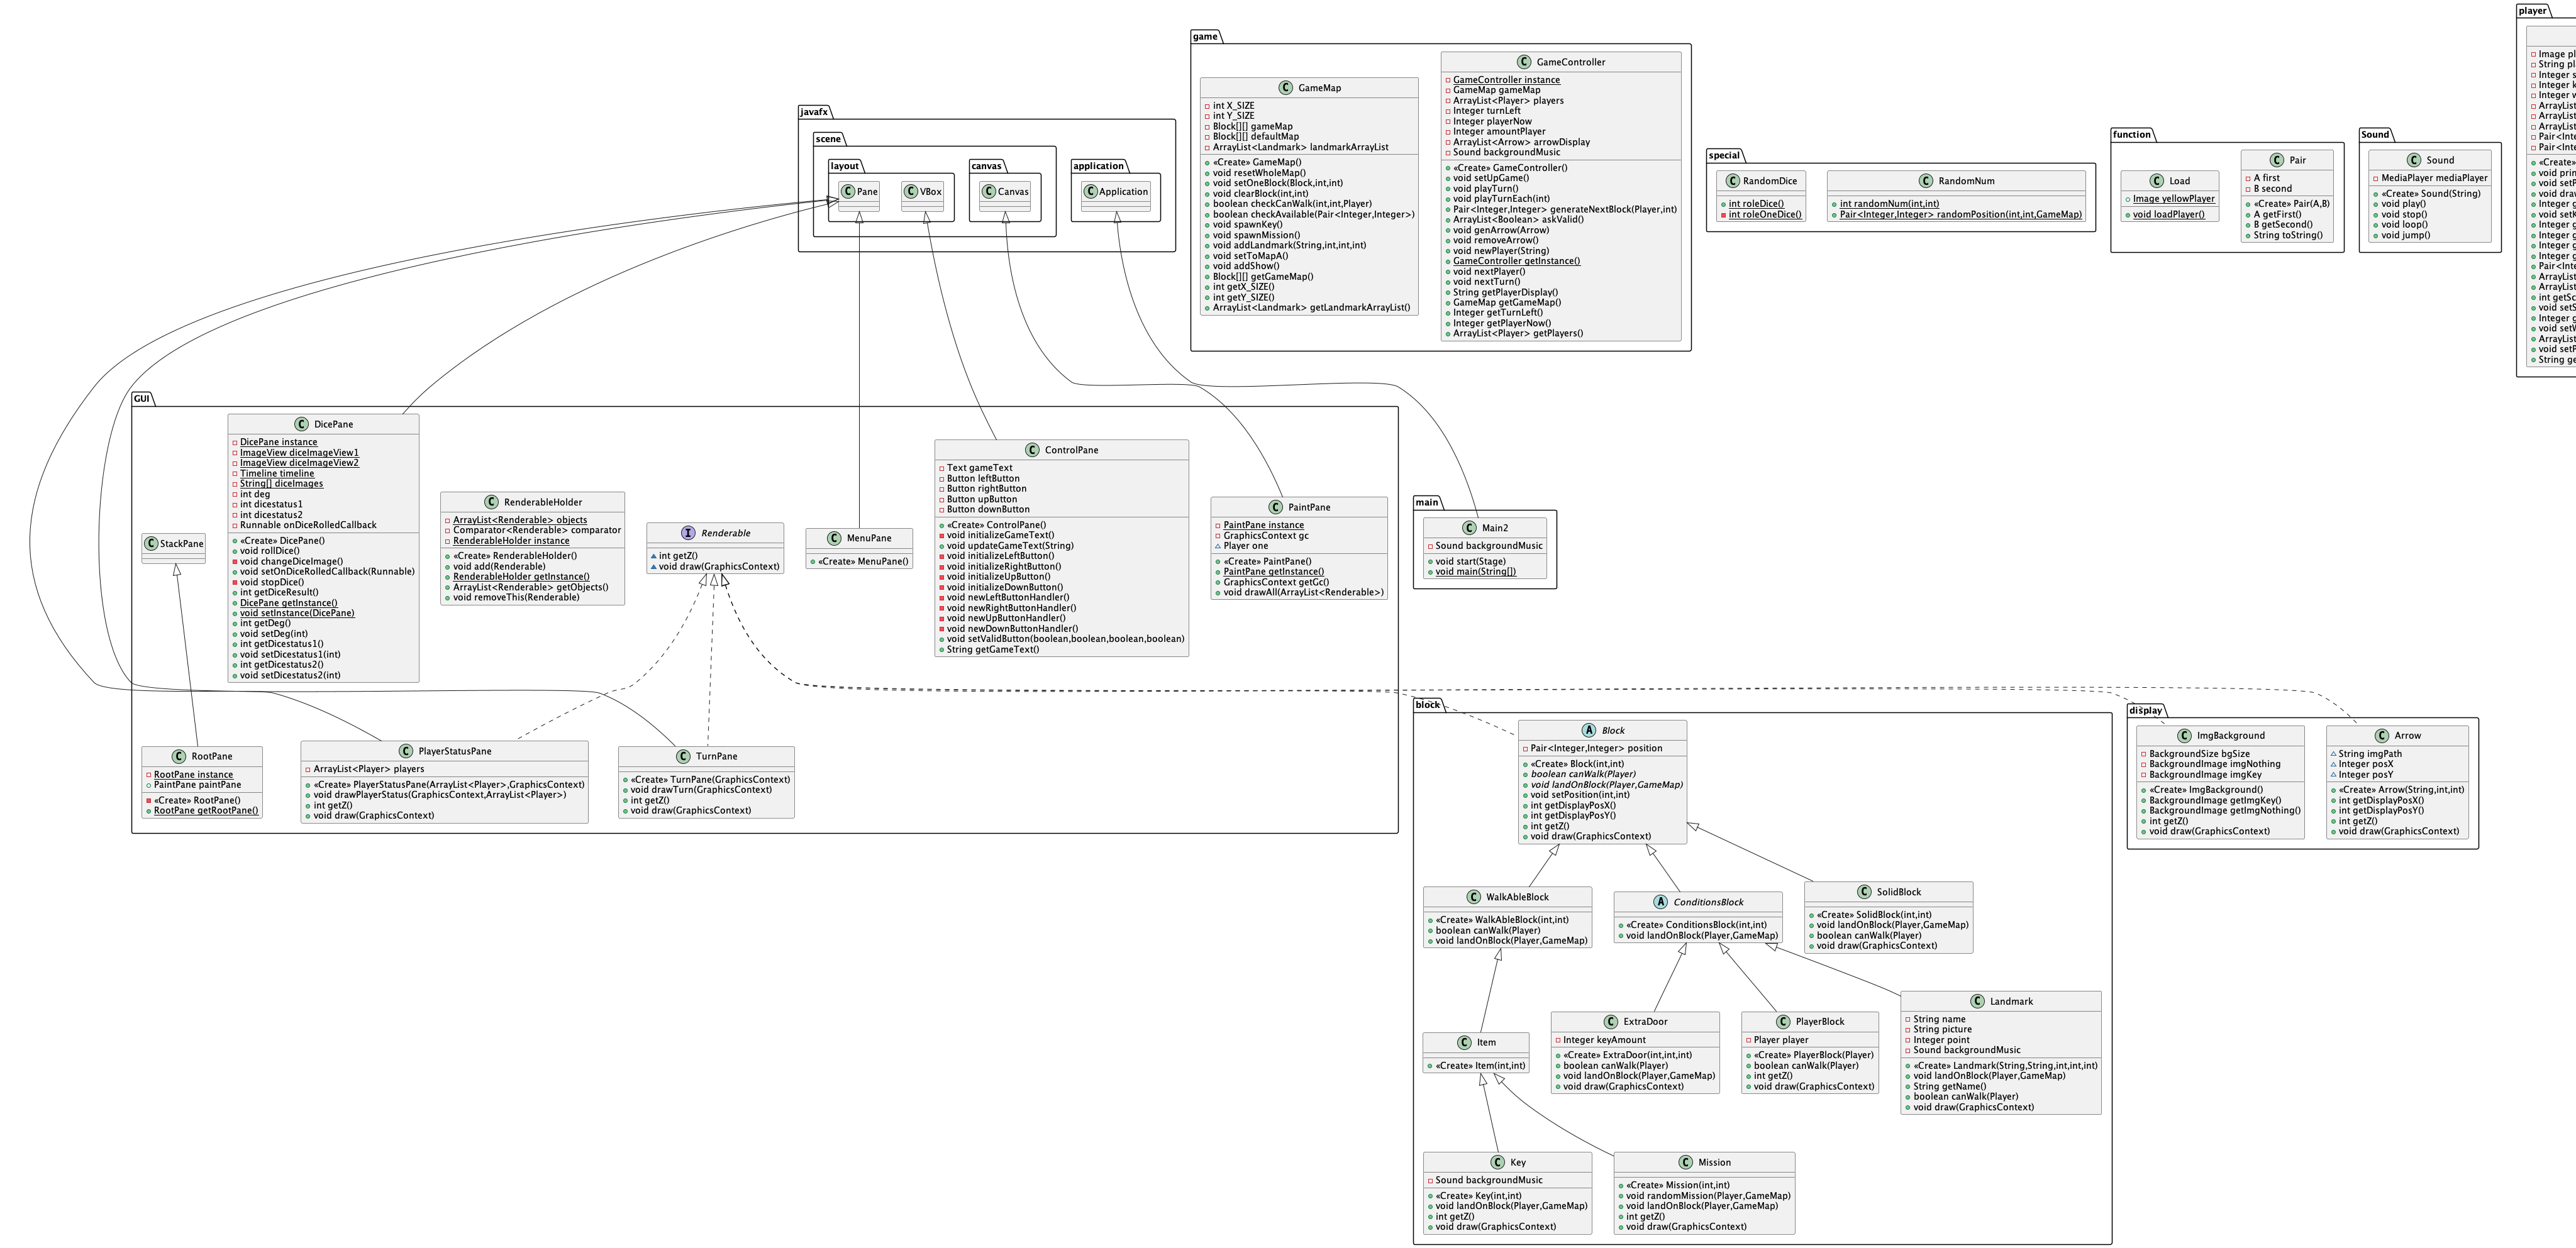 player
Image pl
String pl
Integer s
Integer k
Integer w
ArrayList
ArrayList
ArrayList
Pair<Inte
Pair<Inte
«Create»
void prin
void setP
void drav
Integer g
void setK
Integer g
Integer g
Integer g
Integer g
Pair<Inte
ArrayList
ArrayList
int getSc
void setS
Integer g
void setW
ArrayList
void setP
String ge
game
GameMap
int X_SIZE
int Y_SIZE
Block[][] gameMap
Block[][] defaultMap
ArrayList<Landmark> landmarkArrayList
«Create» GameMap()
void resetWholeMap()
void setOneBlock(Block,int,int)
void clearBlock(int,int)
boolean checkCanWalk(int,int,Player)
boolean checkAvailable(Pair<Integer,Integer>)
void spawnKey()
void spawnMission()
void addLandmark(String,int,int,int)
void setToMapA()
void addShow()
Block[][] getGameMap()
int getX_SIZE()
int getY_SIZE()
ArrayList<Landmark> getLandmarkArrayList()
GameController
GameController instance
GameMap gameMap
ArrayList<Player> players
Integer turnLeft
Integer playerNow
Integer amountPlayer
ArrayList<Arrow> arrowDisplay
Sound backgroundMusic
«Create» GameController()
void setUpGame()
void playTurn()
void playTurnEach(int)
Pair<Integer,Integer> generateNextBlock(Player,int)
ArrayList<Boolean> askValid()
void genArrow(Arrow)
void removeArrow()
void newPlayer(String)
GameController getInstance()
void nextPlayer()
void nextTurn()
String getPlayerDisplay()
GameMap getGameMap()
Integer getTurnLeft()
Integer getPlayerNow()
ArrayList<Player> getPlayers()
javafx
scene
layout
Pane
VBox
canvas
Canvas
application
Application
special
RandomDice
int roleDice()
int roleOneDice()
RandomNum
int randomNum(int,int)
Pair<Integer,Integer> randomPosition(int,int,GameMap)
function
Load
Image yellowPlayer
void loadPlayer()
Pair
A first
B second
«Create» Pair(A,B)
A getFirst()
B getSecond()
String toString()
Sound
Sound
MediaPlayer mediaPlayer
«Create» Sound(String)
void play()
void stop()
void loop()
void jump()
GUI
DicePane
DicePane instance
ImageView diceImageView1
ImageView diceImageView2
Timeline timeline
String[] diceImages
int deg
int dicestatus1
int dicestatus2
Runnable onDiceRolledCallback
«Create» DicePane()
void rollDice()
void changeDiceImage()
void setOnDiceRolledCallback(Runnable)
void stopDice()
int getDiceResult()
DicePane getInstance()
void setInstance(DicePane)
int getDeg()
void setDeg(int)
int getDicestatus1()
void setDicestatus1(int)
int getDicestatus2()
void setDicestatus2(int)
StackPane
RenderableHolder
ArrayList<Renderable> objects
Comparator<Renderable> comparator
RenderableHolder instance
«Create» RenderableHolder()
void add(Renderable)
RenderableHolder getInstance()
ArrayList<Renderable> getObjects()
void removeThis(Renderable)
Renderable
int getZ()
void draw(GraphicsContext)
MenuPane
«Create» MenuPane()
ControlPane
Text gameText
Button leftButton
Button rightButton
Button upButton
Button downButton
«Create» ControlPane()
void initializeGameText()
void updateGameText(String)
void initializeLeftButton()
void initializeRightButton()
void initializeUpButton()
void initializeDownButton()
void newLeftButtonHandler()
void newRightButtonHandler()
void newUpButtonHandler()
void newDownButtonHandler()
void setValidButton(boolean,boolean,boolean,boolean)
String getGameText()
PaintPane
PaintPane instance
GraphicsContext gc
Player one
«Create» PaintPane()
PaintPane getInstance()
GraphicsContext getGc()
void drawAll(ArrayList<Renderable>)
main
Main2
Sound backgroundMusic
void start(Stage)
void main(String[])
RootPane
RootPane instance
PaintPane paintPane
«Create» RootPane()
RootPane getRootPane()
PlayerStatusPane
ArrayList<Player> players
«Create» PlayerStatusPane(ArrayList<Player>,GraphicsContext)
void drawPlayerStatus(GraphicsContext,ArrayList<Player>)
int getZ()
void draw(GraphicsContext)
TurnPane
«Create» TurnPane(GraphicsContext)
void drawTurn(GraphicsContext)
int getZ()
void draw(GraphicsContext)
block
Block
Pair<Integer,Integer> position
«Create» Block(int,int)
boolean canWalk(Player)
void landOnBlock(Player,GameMap)
void setPosition(int,int)
int getDisplayPosX()
int getDisplayPosY()
int getZ()
void draw(GraphicsContext)
display
ImgBackground
BackgroundSize bgSize
BackgroundImage imgNothing
BackgroundImage imgKey
«Create» ImgBackground()
BackgroundImage getImgKey()
BackgroundImage getImgNothing()
int getZ()
void draw(GraphicsContext)
Arrow
String imgPath
Integer posX
Integer posY
«Create» Arrow(String,int,int)
int getDisplayPosX()
int getDisplayPosY()
int getZ()
void draw(GraphicsContext)
WalkAbleBlock
«Create» WalkAbleBlock(int,int)
boolean canWalk(Player)
void landOnBlock(Player,GameMap)
ConditionsBlock
«Create» ConditionsBlock(int,int)
void landOnBlock(Player,GameMap)
SolidBlock
«Create» SolidBlock(int,int)
void landOnBlock(Player,GameMap)
boolean canWalk(Player)
void draw(GraphicsContext)
Item
«Create» Item(int,int)
ExtraDoor
Integer keyAmount
«Create» ExtraDoor(int,int,int)
boolean canWalk(Player)
void landOnBlock(Player,GameMap)
void draw(GraphicsContext)
PlayerBlock
Player player
«Create» PlayerBlock(Player)
boolean canWalk(Player)
int getZ()
void draw(GraphicsContext)
Landmark
String name
String picture
Integer point
Sound backgroundMusic
«Create» Landmark(String,String,int,int,int)
void landOnBlock(Player,GameMap)
String getName()
boolean canWalk(Player)
void draw(GraphicsContext)
Key
Sound backgroundMusic
«Create» Key(int,int)
void landOnBlock(Player,GameMap)
int getZ()
void draw(GraphicsContext)
Mission
«Create» Mission(int,int)
void randomMission(Player,GameMap)
void landOnBlock(Player,GameMap)
int getZ()
void draw(GraphicsContext)